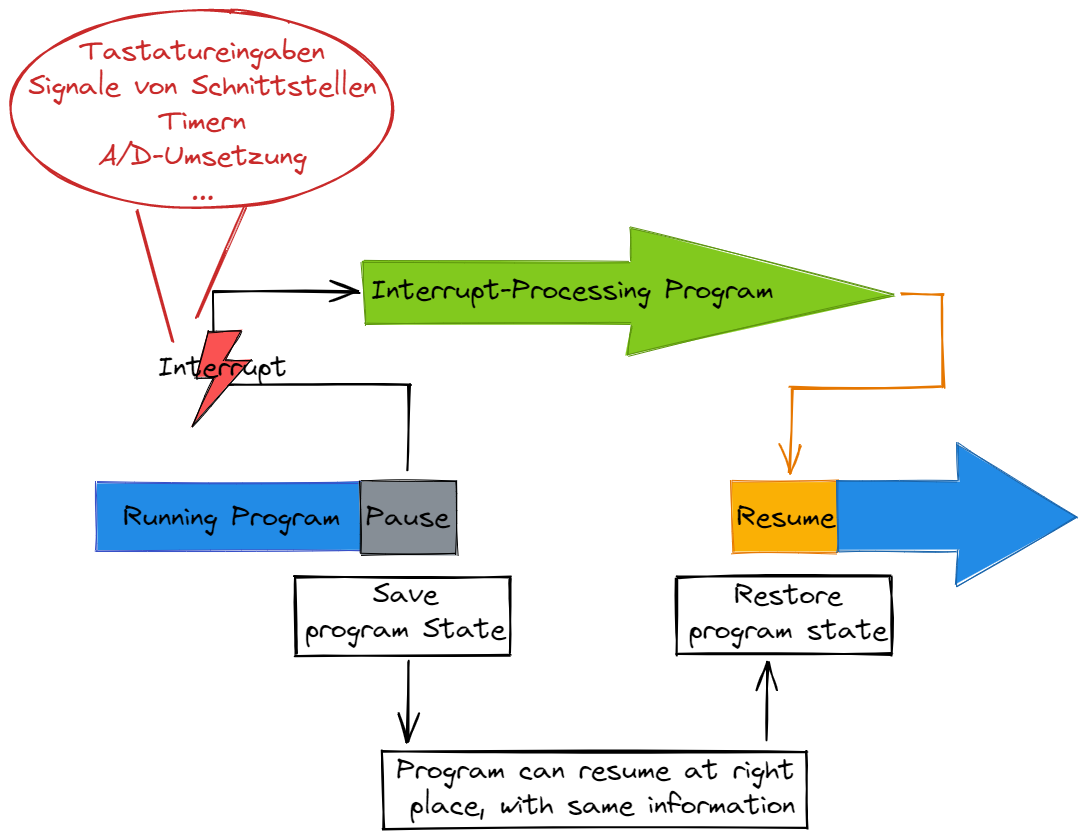 Tastatureingaben
Signale von Schnittstellen
Timern
A/D-Umsetzung
...
Interrupt-Processing Program
Interrupt
Running Program
Pause
Resume
Save
program State
Restore
program state
Program can resume at right
place, with same information